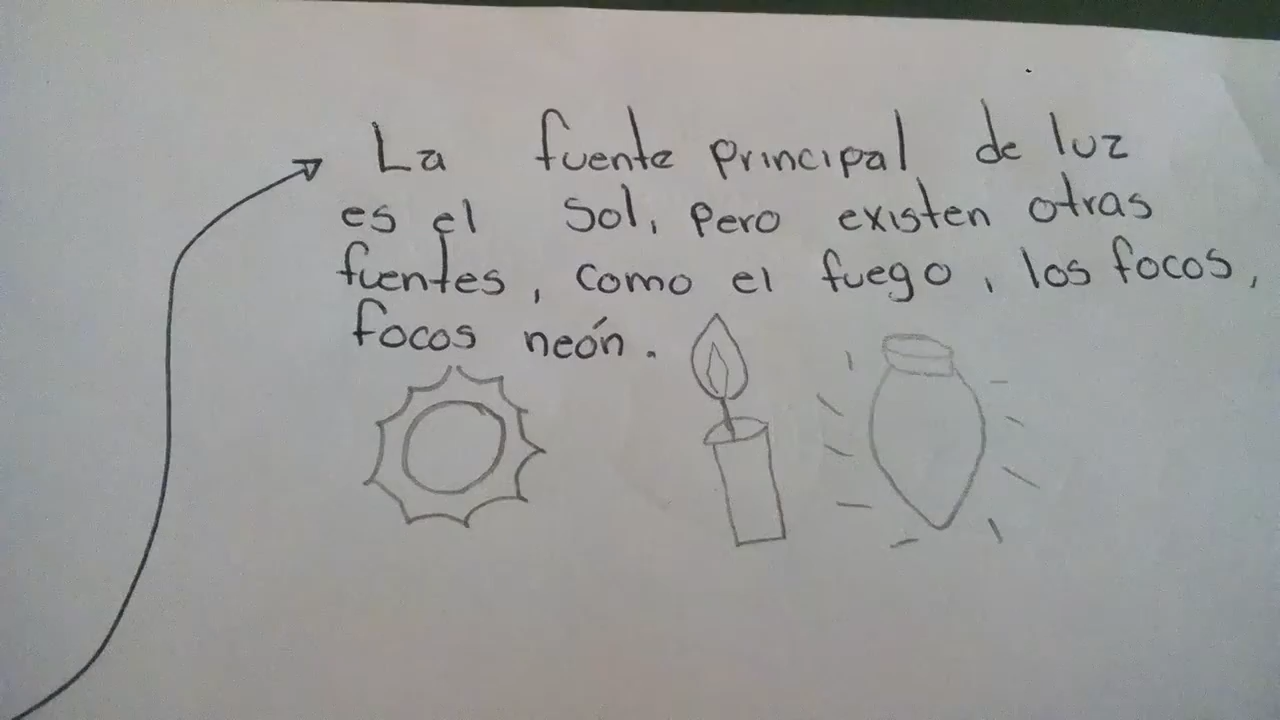 La fuente principal de luz
es el sol, pero existen otras
fuentes, como el fuego, los focos,
focos neón.